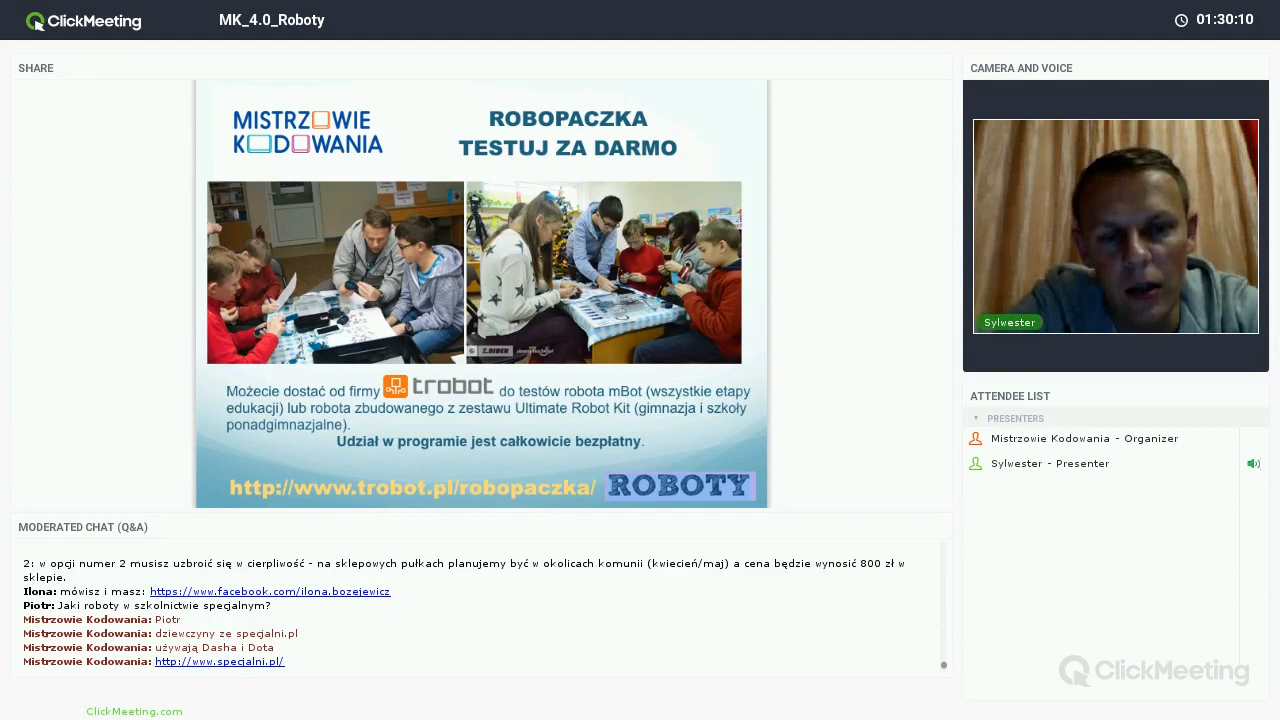 ClickMeeting
MK_4.0_Roboty
01:30:10
SHARE
MISTRZOWIE
KODOWANIA
ROBOPACZKA
TESTUJ ZA DARMO
© Z.BIBER
Możecie dostać od firmy trobot do testów robota mBot (wszystkie etapy
edukacji) lub robota zbudowanego z zestawu Ultimate Robot Kit (gimnazja i szkoły
ponadgimnazjalne).
Udział w programie jest całkowicie bezpłatny.
http://www.trobot.pl/robopaczka/ ROBOTY
MODERATED CHAT (Q&A)
2: w opcji numer 2 musisz uzbroić się w cierpliwość - na sklepowych pułkach planujemy być w okolicach komunii (kwiecień/maj) a cena będzie wynosić 800 zł w
sklepie.
Ilona: mówisz i masz: https://www.facebook.com/ilona.bozejewicz
Piotr: Jaki roboty w szkolnictwie specjalnym?
Mistrzowie Kodowania: Piotr
Mistrzowie Kodowania: dziewczyny ze specjalni.pl
Mistrzowie Kodowania: używają Dasha i Dota
Mistrzowie Kodowania: http://www.specjalni.pl/
ClickMeeting.com
CAMERA AND VOICE
Sylwester
ATTENDEE LIST
PRESENTERS
Mistrzowie Kodowania - Organizer
Sylwester - Presenter
ClickMeeting